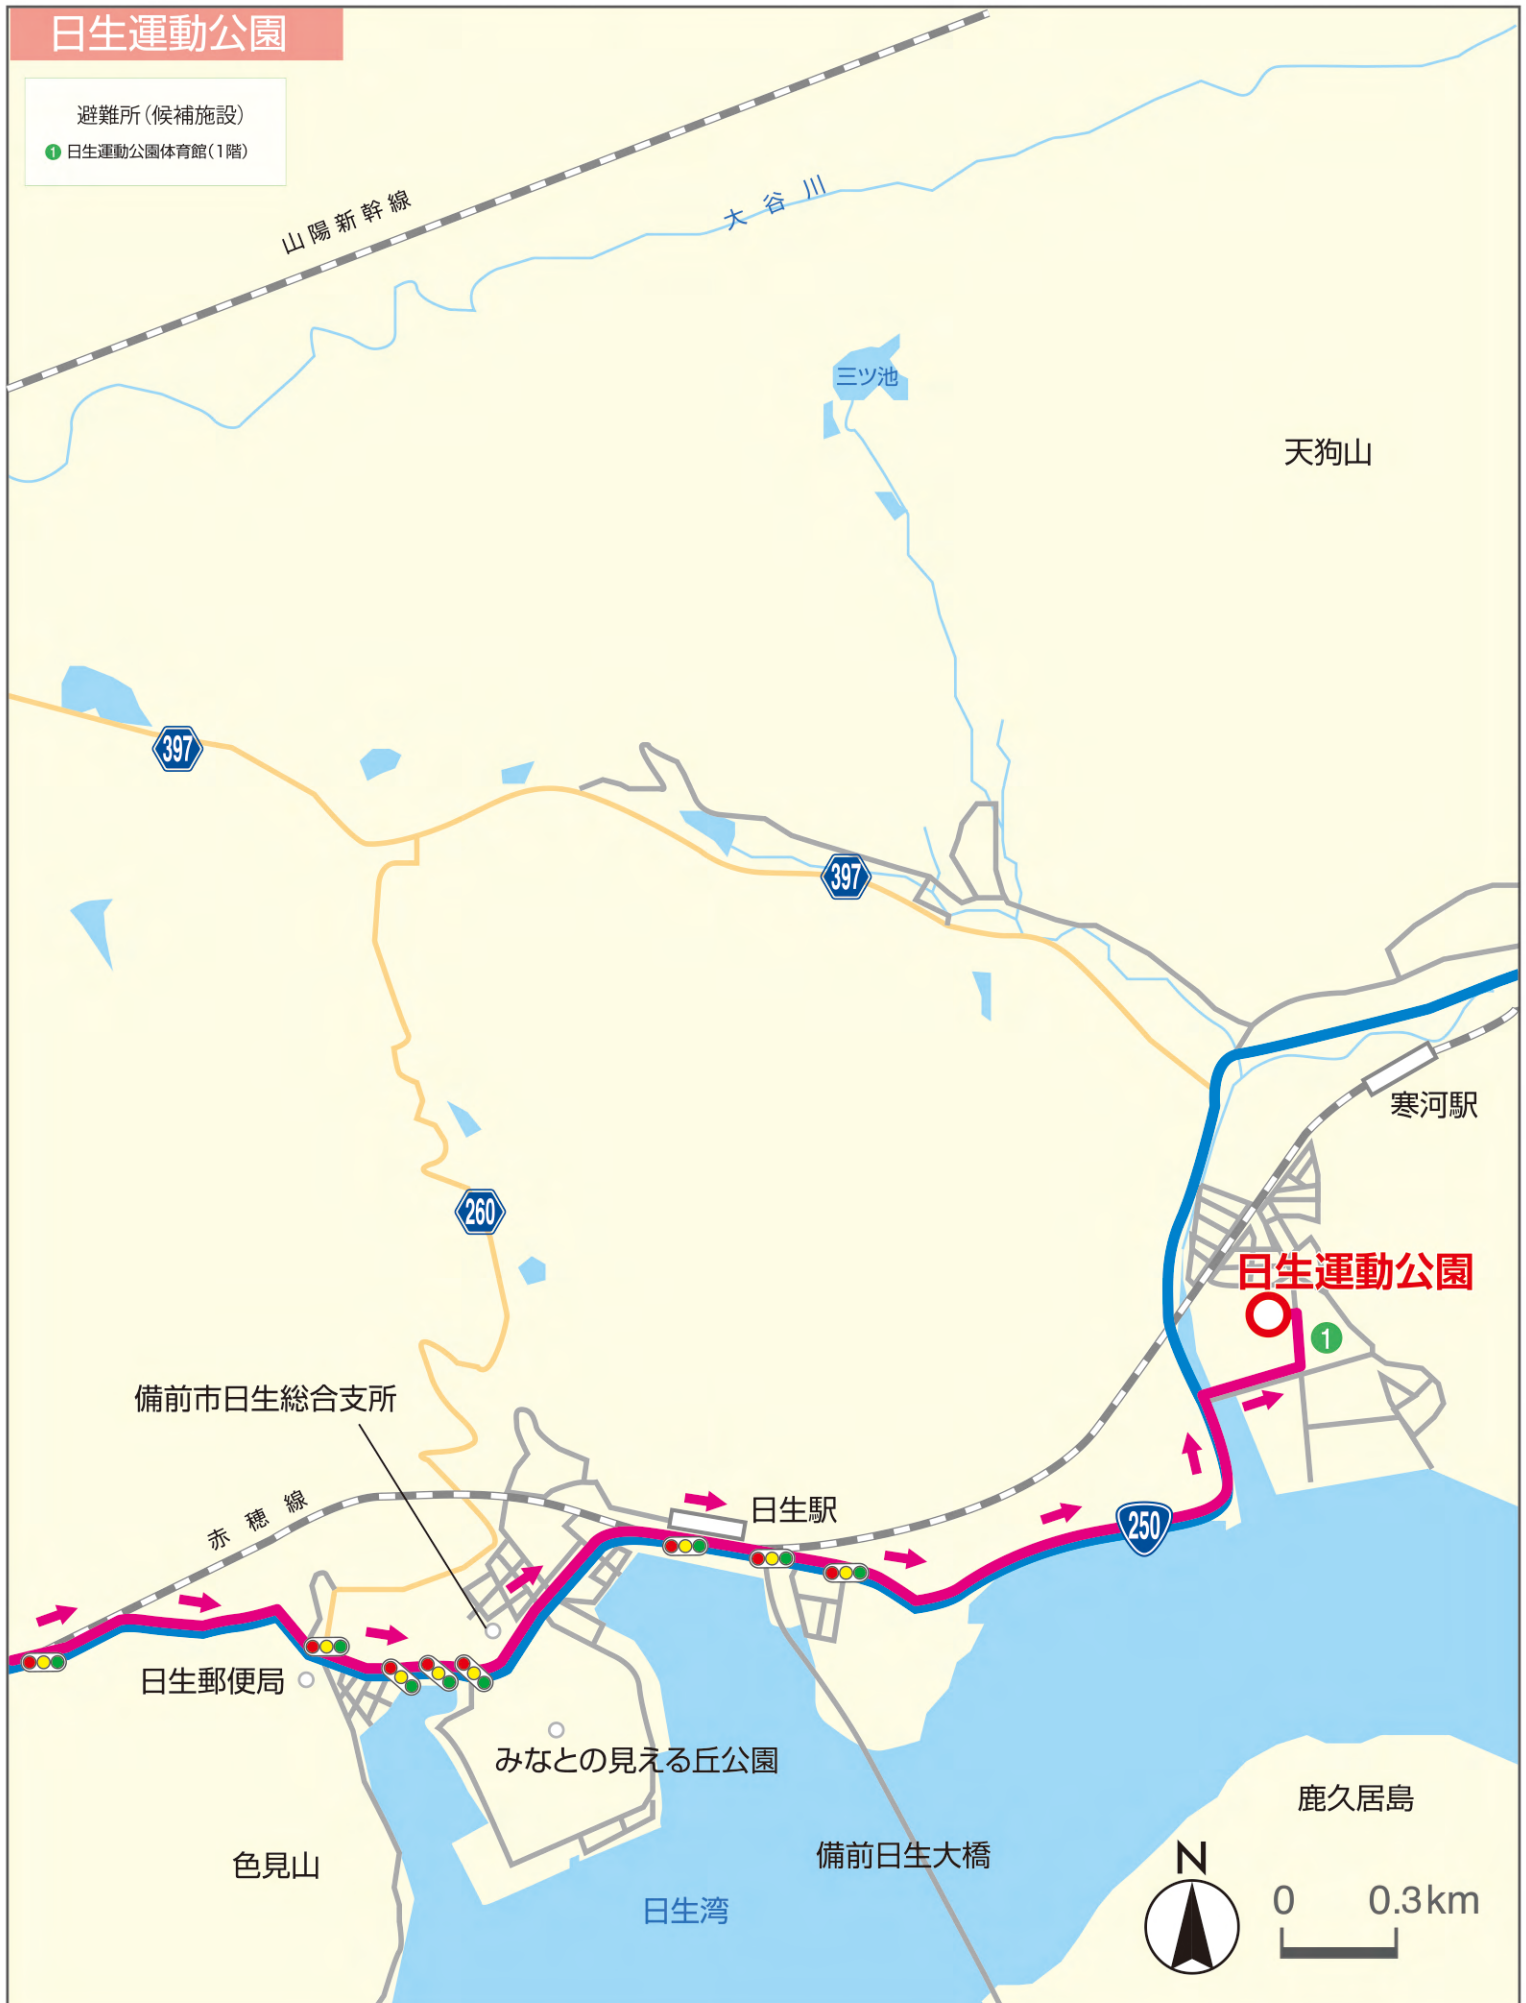 日生運動公園
避難所(候補施設)
1 日生運動公園体育館(1階)
山陽新幹線
大谷川
三ツ池
天狗山
397
397
寒河駅
260
日生運動公園
1
備前市日生総合支所
赤穂線
日生駅
250
日生郵便局
みなとの見える丘公園
鹿久居島
色見山
備前日生大橋
日生湾
N
0 0.3km